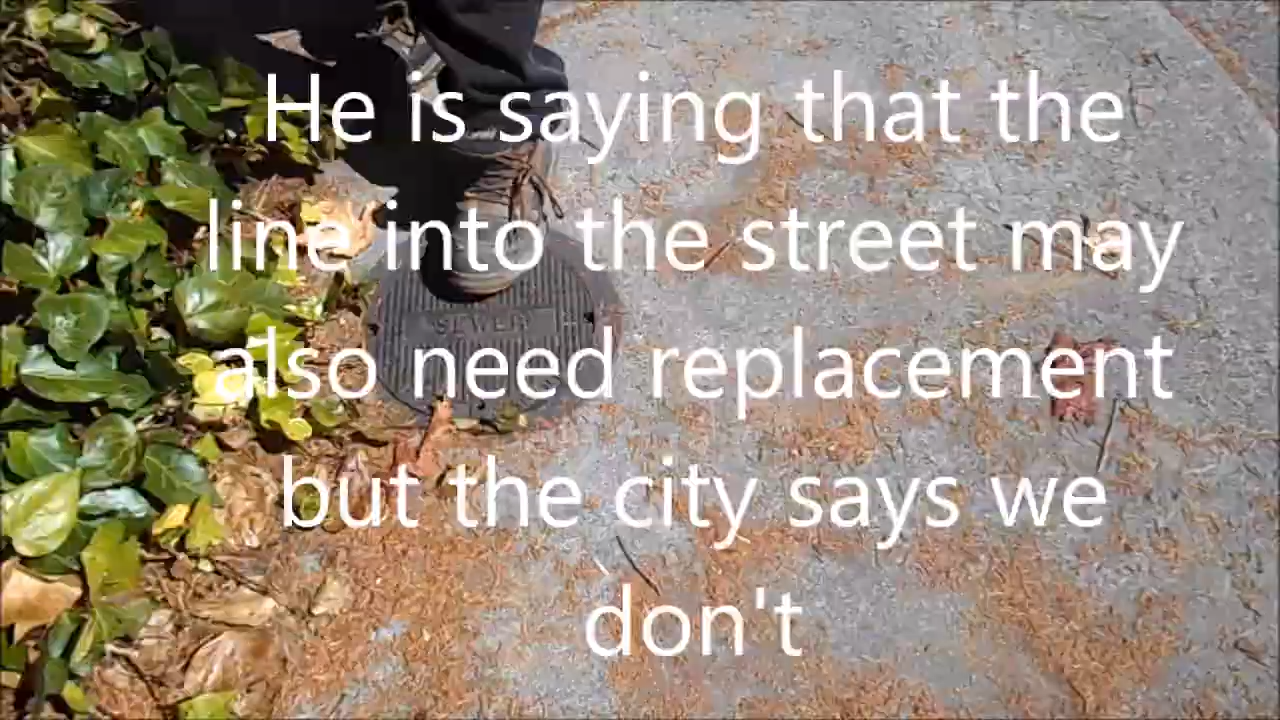 He is saying that the
line into the street may
also need replacement
but the city says we
don't
SEWER